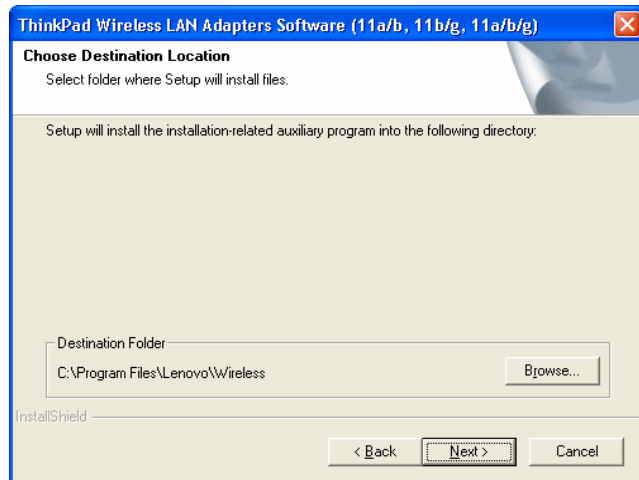 ThinkPad Wireless LAN Adapters Software (11a/b, 11b/g, 11a/b/g)
Choose Destination Location
Select folder where Setup will install files.
Setup will install the installation-related auxiliary program into the following directory:
Destination Folder
C:\Program Files\Lenovo\Wireless
Browse...
InstallShield
< Back
Next >
Cancel